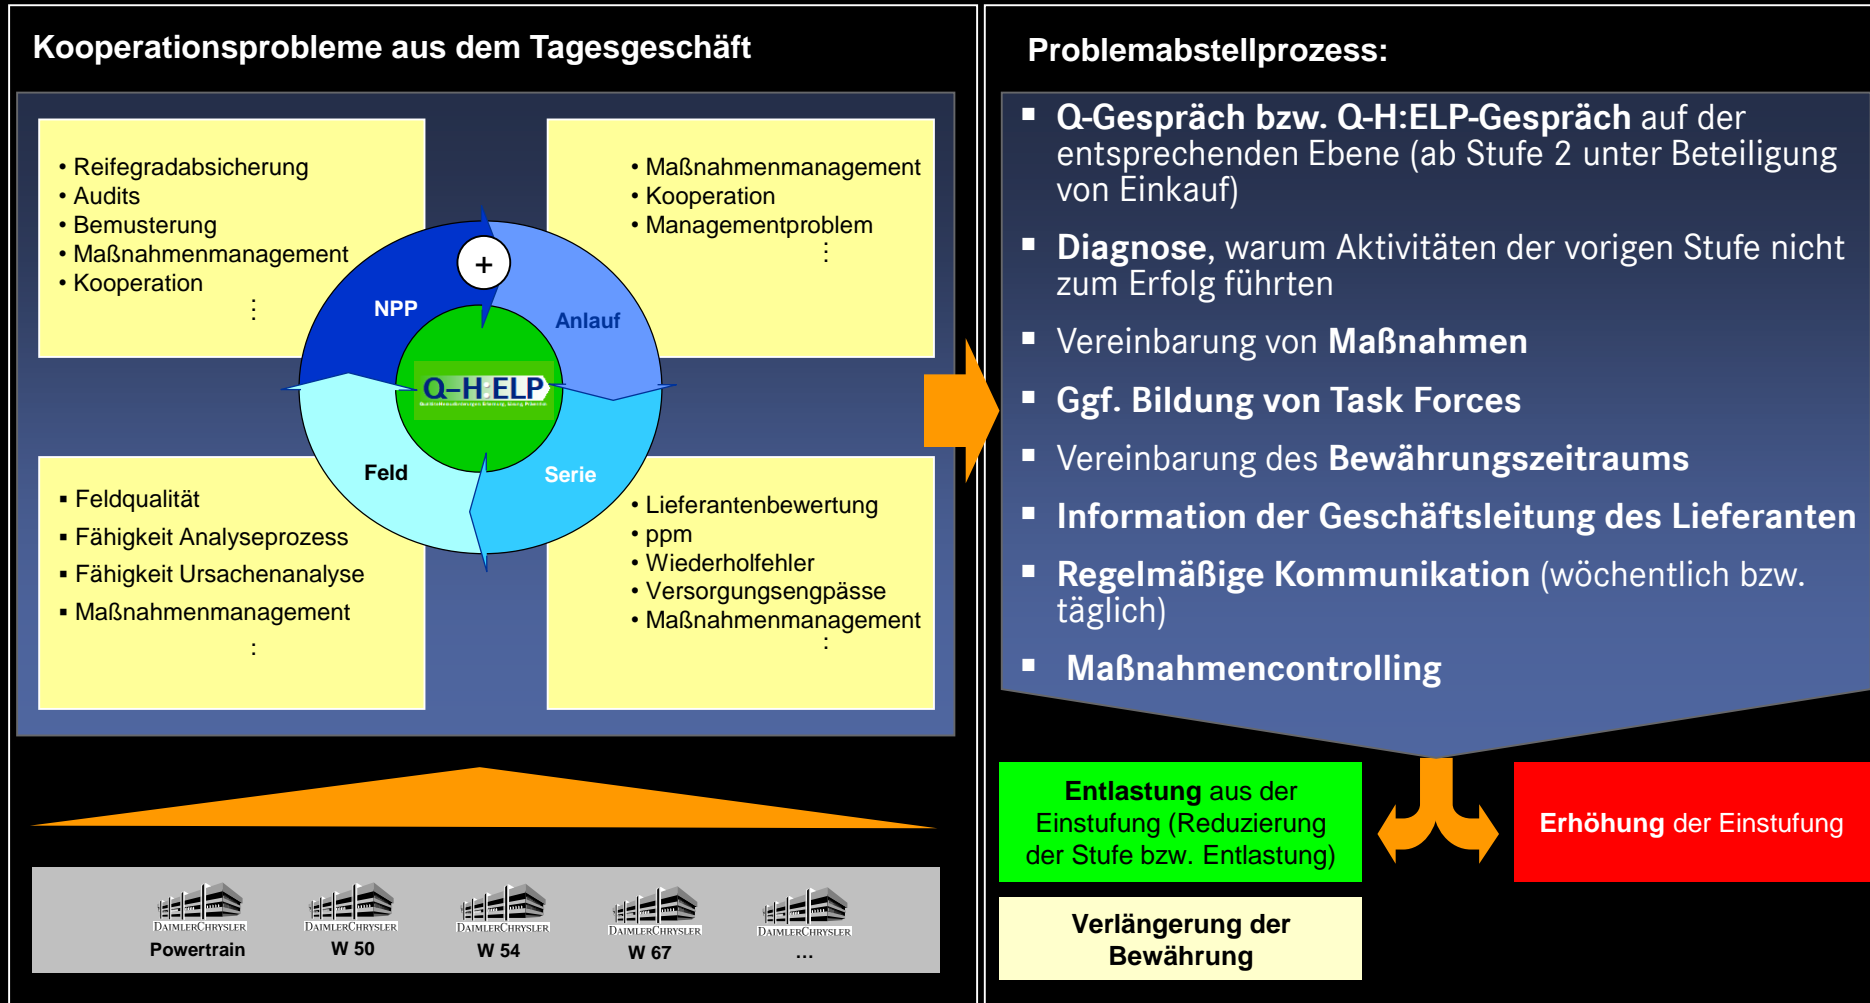 Kooperationsprobleme aus dem Tagesgeschäft
• Reifegradabsicherung
• Audits
• Bemusterung
• Maßnahmenmanagement
• Kooperation
⋮
• Maßnahmenmanagement
• Kooperation
• Managementproblem
⋮
+
NPP
Anlauf
Q–H:ELP
Feld
Serie
▪ Feldqualität
▪ Fähigkeit Analyseprozess
▪ Fähigkeit Ursachenanalyse
▪ Maßnahmenmanagement
:
• Lieferantenbewertung
• ppm
• Wiederholfehler
• Versorgungsengpässe
• Maßnahmenmanagement
:
DAIMLERCHRYSLER
Powertrain
DAIMLERCHRYSLER
W 50
DAIMLERCHRYSLER
W 54
DAIMLERCHRYSLER
W 67
DAIMLERCHRYSLER
...
Problemabstellprozess:
▪ Q-Gespräch bzw. Q-H:ELP-Gespräch auf der
entsprechenden Ebene (ab Stufe 2 unter Beteiligung
von Einkauf)
▪ Diagnose, warum Aktivitäten der vorigen Stufe nicht
zum Erfolg führten
▪ Vereinbarung von Maßnahmen
▪ Ggf. Bildung von Task Forces
▪ Vereinbarung des Bewährungszeitraums
▪ Information der Geschäftsleitung des Lieferanten
▪ Regelmäßige Kommunikation (wöchentlich bzw.
täglich)
▪ Maßnahmencontrolling
Entlastung aus der
Einstufung (Reduzierung
der Stufe bzw. Entlastung)
Erhöhung der Einstufung
Verlängerung der
Bewährung